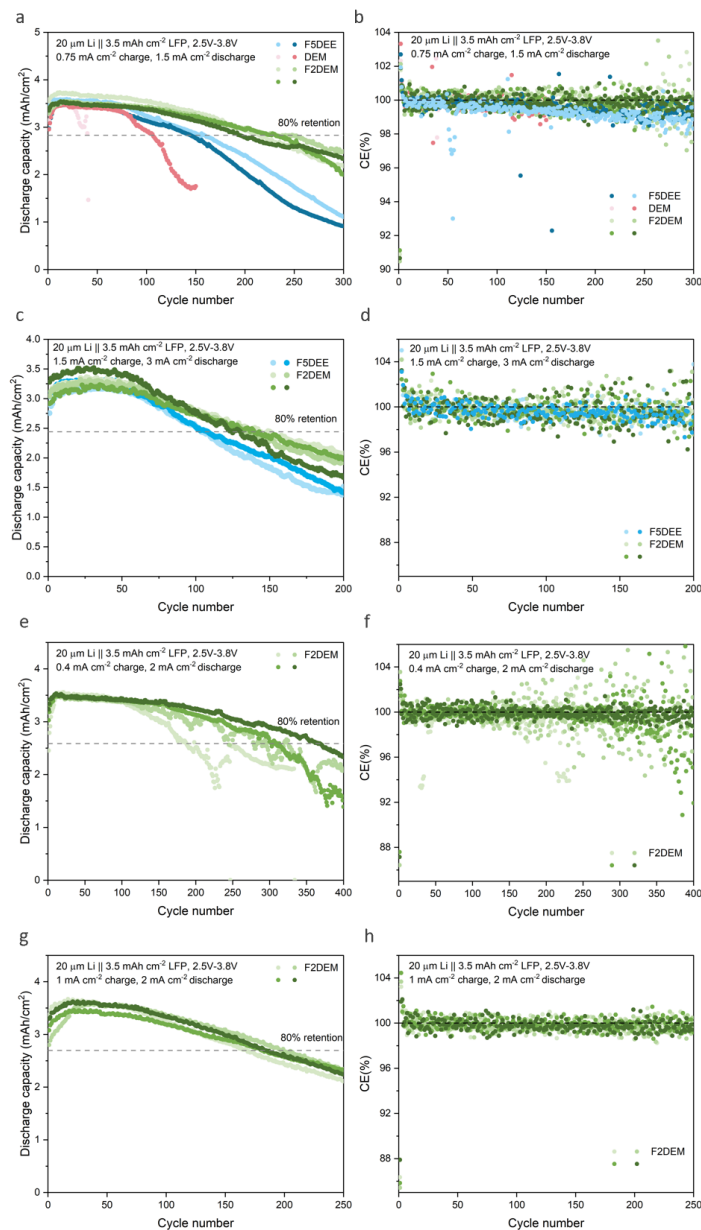 a
20 μm Li || 3.5 mAh cm-2 LFP, 2.5V-3.8V
0.75 mA cm-2 charge, 1.5 mA cm-2 discharge
F5DEE
DEM
F2DEM
80% retention
Discharge capacity (mAh/cm2)
5
4
3
2
1
0
0 50 100 150 200 250 300
Cycle number
b
20 μm Li || 3.5 mAh cm-2 LFP, 2.5V-3.8V
0.75 mA cm-2 charge, 1.5 mA cm-2 discharge
F5DEE
DEM
F2DEM
CE(%)
104
102
100
98
96
94
92
90
0 50 100 150 200 250 300
Cycle number
c
20 μm Li || 3.5 mAh cm-2 LFP, 2.5V-3.8V
1.5 mA cm-2 charge, 3 mA cm-2 discharge
F5DEE
F2DEM
80% retention
Discharge capacity (mAh/cm2)
4.0
3.5
3.0
2.5
2.0
1.5
1.0
0.5
0.0
0 50 100 150 200
Cycle number
d
20 μm Li || 3.5 mAh cm-2 LFP, 2.5V-3.8V
1.5 mA cm-2 charge, 3 mA cm-2 discharge
F5DEE
F2DEM
CE(%)
104
100
96
92
88
0 50 100 150 200
Cycle number
e
20 μm Li || 3.5 mAh cm-2 LFP, 2.5V-3.8V
0.4 mA cm-2 charge, 2 mA cm-2 discharge
F2DEM
80% retention
Discharge capacity (mAh/cm2)
5
4
3
2
1
0
0 50 100 150 200 250 300 350 400
Cycle number
f
20 μm Li || 3.5 mAh cm-2 LFP, 2.5V-3.8V
0.4 mA cm-2 charge, 2 mA cm-2 discharge
F2DEM
CE(%)
104
100
96
92
88
0 50 100 150 200 250 300 350 400
Cycle number
g
20 μm Li || 3.5 mAh cm-2 LFP, 2.5V-3.8V
1 mA cm-2 charge, 2 mA cm-2 discharge
F2DEM
80% retention
Discharge capacity (mAh/cm2)
5
4
3
2
1
0
0 50 100 150 200 250
Cycle number
h
20 μm Li || 3.5 mAh cm-2 LFP, 2.5V-3.8V
1 mA cm-2 charge, 2 mA cm-2 discharge
F2DEM
CE(%)
104
100
96
92
88
0 50 100 150 200 250
Cycle number